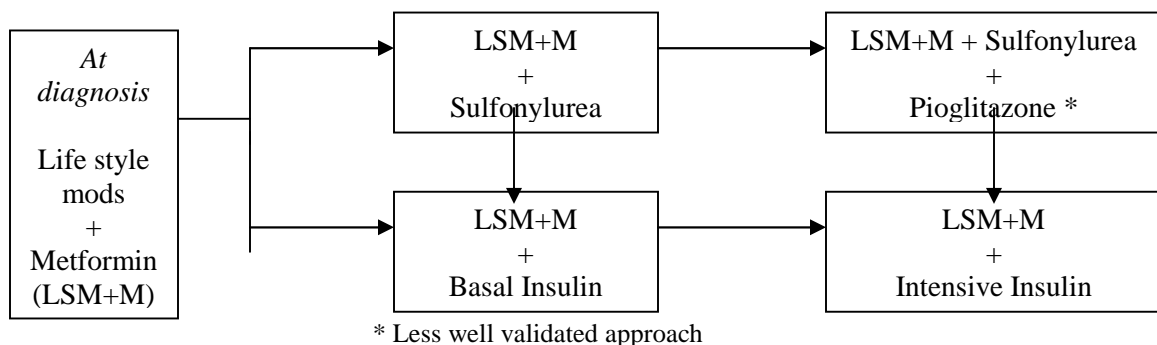 At
diagnosis
Life style
mods
+
Metformin
(LSM+M)
LSM+M
+
Sulfonylurea
LSM+M + Sulfonylurea
+
Pioglitazone *
LSM+M
+
Basal Insulin
LSM+M
+
Intensive Insulin
* Less well validated approach